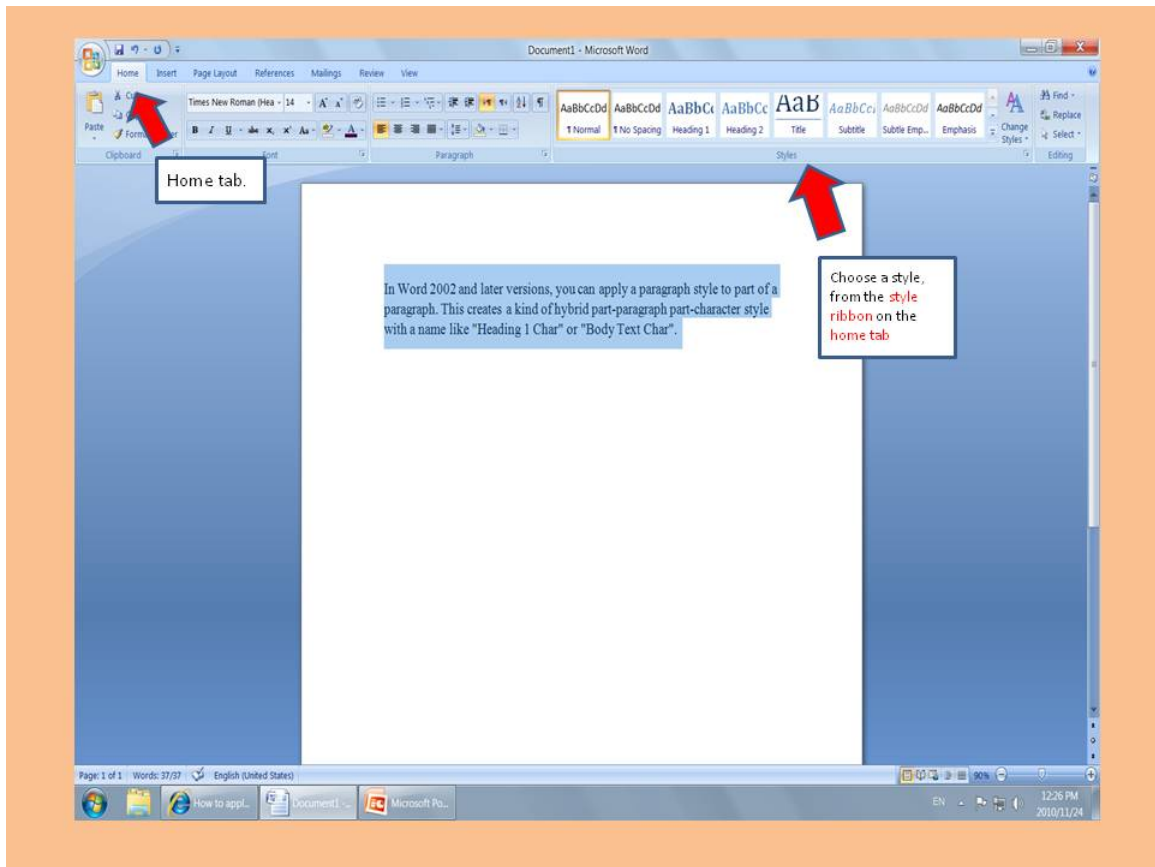 Document1 - Microsoft Word
Home Insert Page Layout References Mailings Review View
Times New Roman (Hea 14
AaBbCcDd AaBbCcDd AaBbCc AaBbCc AaB AaBbCc AaBbCcDd AaBbCcDd
Find
Replace
Select
Paste
¶ Normal ¶ No Spacing Heading 1 Heading 2 Title Subtitle Subtle Emp... Emphasis
Change
Styles
Clipboard Font Paragraph Styles Editing
Home tab.
Choose a style,
from the style
ribbon on the
home tab
In Word 2002 and later versions, you can apply a paragraph style to part of a
paragraph. This creates a kind of hybrid part-paragraph part-character style
with a name like "Heading 1 Char" or "Body Text Char".
Page: 1 of 1 Words: 37/37 English (United States) 90%
How to appl... Document1 - ... Microsoft Po... EN 12:26 PM
2010/11/24